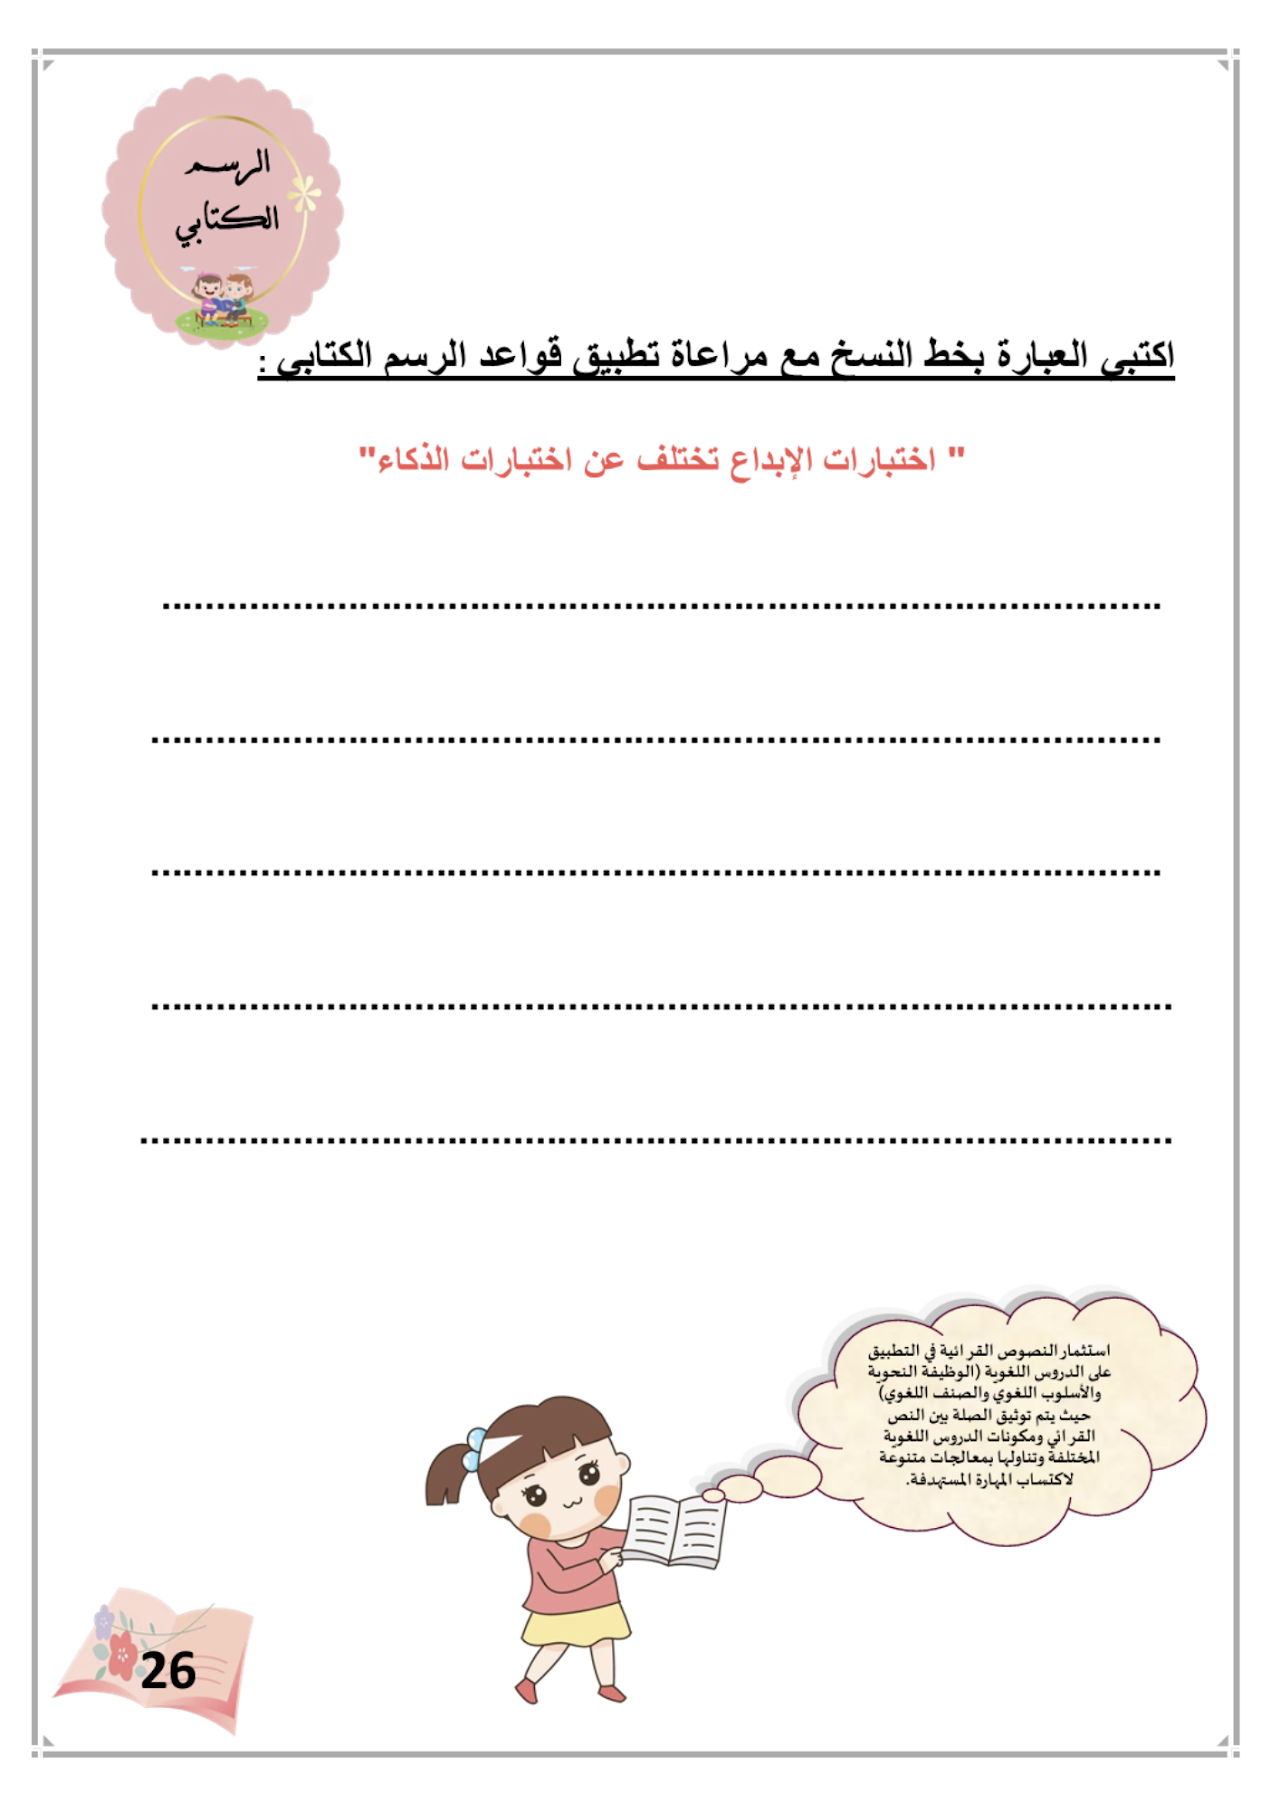 الرسم
الكتابي
اكتبي العبارة بخط النسخ مع مراعاة تطبيق قواعد الرسم الكتابي :
" اختبارات الإبداع تختلف عن اختبارات الذكاء"
استثمار النصوص القرائية في التطبيق
على الدروس اللغوية (الوظيفة النحوية
والأسلوب اللغوي والصنف اللغوي)
حيث يتم توثيق الصلة بين النص
القرائي ومكونات الدروس اللغوية
المختلفة وتناولها بمعالجات متنوعة
لاكتساب المهارة المستهدفة.
26